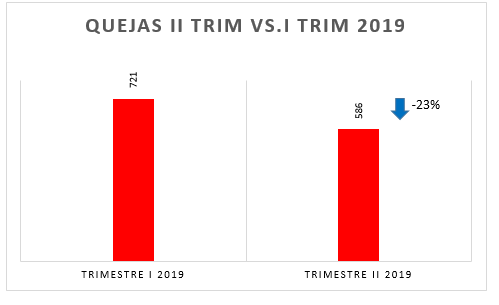 QUEJAS II TRIM VS.I TRIM 2019
721
586
-23%
TRIMESTRE I 2019
TRIMESTRE II 2019